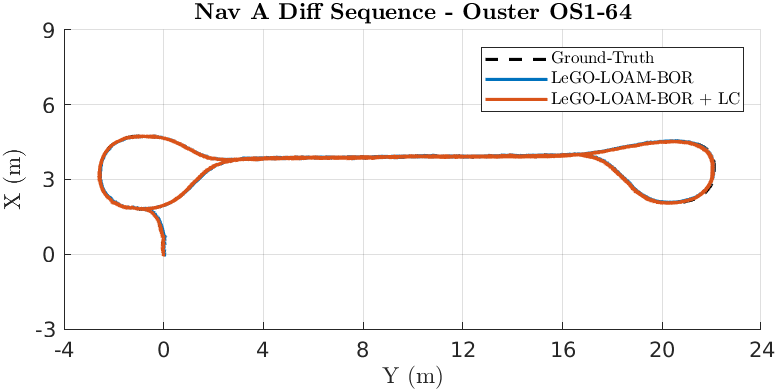 Nav A Diff Sequence - Ouster OS1-64
Ground-Truth
LeGO-LOAM-BOR
LeGO-LOAM-BOR + LC
9
6
3
0
-3
X (m)
-4 0 4 8 12 16 20 24
Y (m)